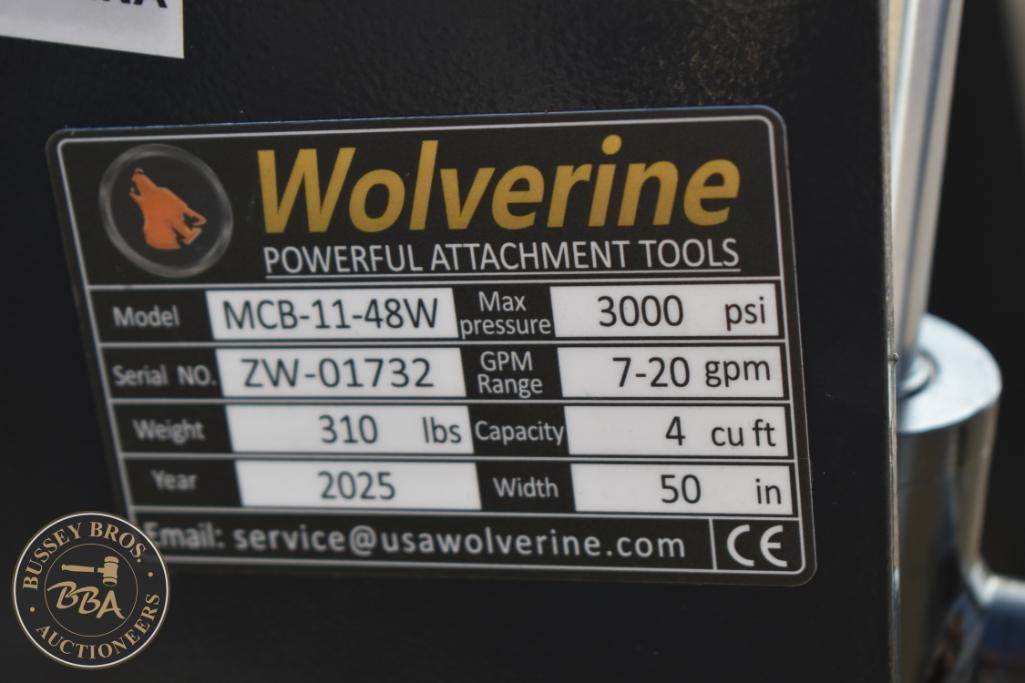 Wolverine
POWERFUL ATTACHMENT TOOLS
Model MCB-11-48W Max pressure 3000 psi
Serial NO. ZW-01732 GPM Range 7-20 gpm
Weight 310 lbs Capacity 4 cu ft
Year 2025 Width 50 in
Email: service@usawolverine.com CE
BUSSEY BROS.
BBA
AUCTIONEERS